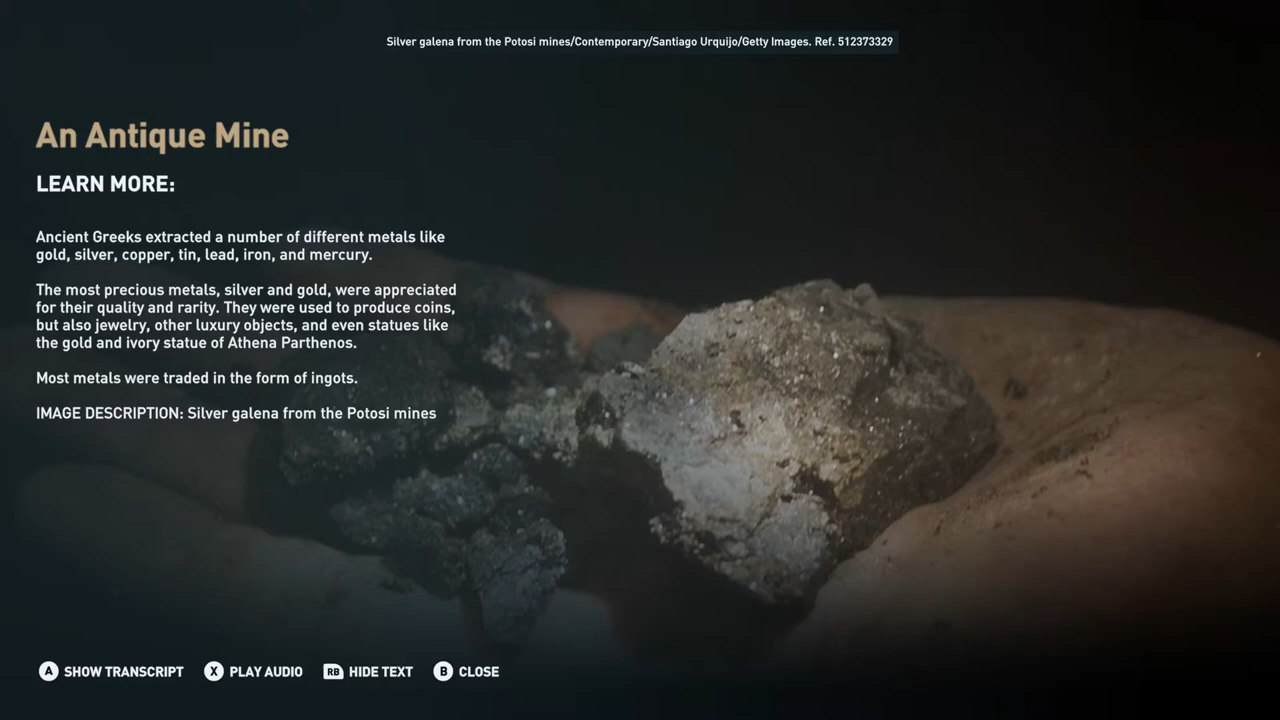 Silver galena from the Potosi mines/Contemporary/Santiago Urquijo/Getty Images. Ref. 512373329
An Antique Mine
LEARN MORE:
Ancient Greeks extracted a number of different metals like
gold, silver, copper, tin, lead, iron, and mercury.
The most precious metals, silver and gold, were appreciated
for their quality and rarity. They were used to produce coins,
but also jewelry, other luxury objects, and even statues like
the gold and ivory statue of Athena Parthenos.
Most metals were traded in the form of ingots.
IMAGE DESCRIPTION: Silver galena from the Potosi mines
A SHOW TRANSCRIPT X PLAY AUDIO RB HIDE TEXT B CLOSE